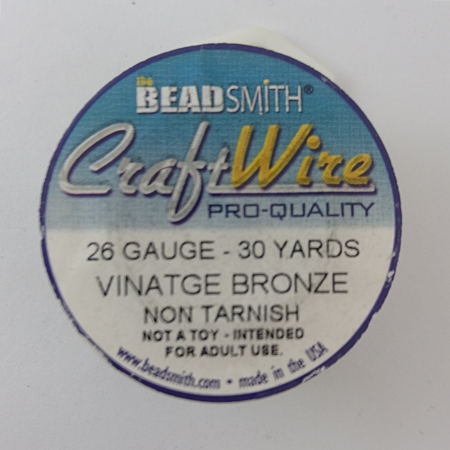 the
BEADSMITH®
CraftWire
PRO-QUALITY
26 GAUGE - 30 YARDS
VINATGE BRONZE
NON TARNISH
NOT A TOY - INTENDED
FOR ADULT USE.
www.beadsmith.com • made in the USA